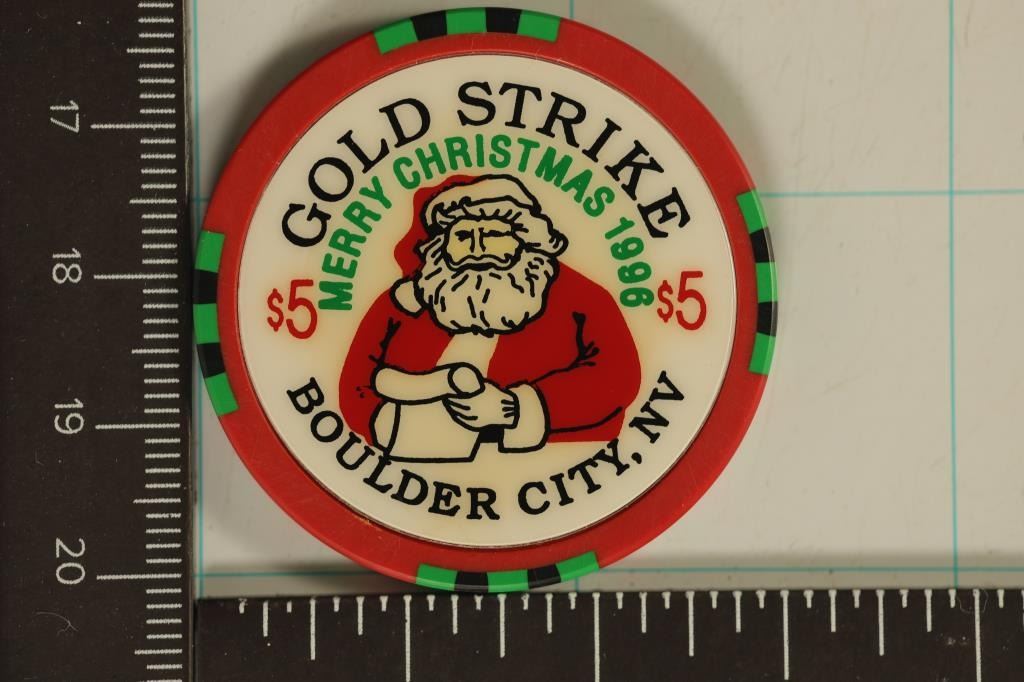 GOLD STRIKE
MERRY CHRISTMAS 1996
$5 $5
BOULDER CITY, NV
17
18
19
20